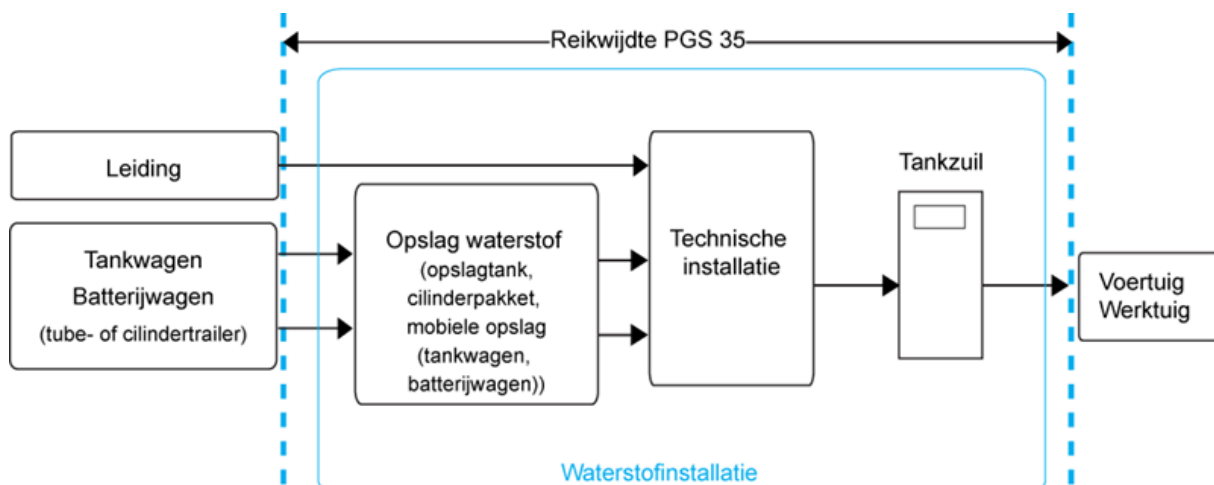 Reikwijdte PGS 35
Leiding
Tankwagen
Batterijwagen
(tube- of cilindertrailer)
Opslag waterstof
(opslagtank,
cilinderpakket,
mobiele opslag
(tankwagen,
batterijwagen))
Technische
installatie
Tankzuil
Voertuig
Werktuig
Waterstofinstallatie